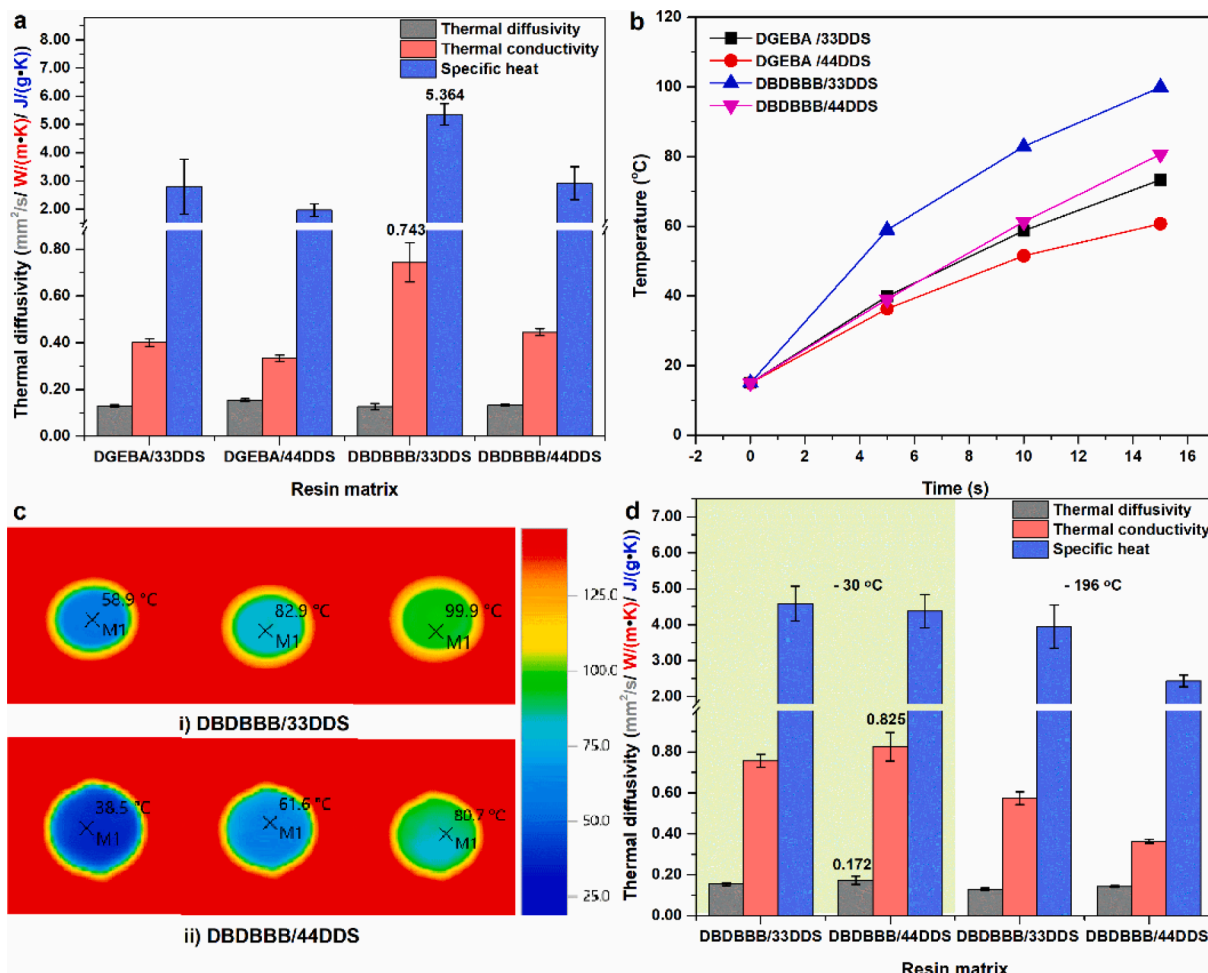 a
Thermal diffusivity
Thermal conductivity
Specific heat
Thermal diffusivity (mm²/s/ W/(m•K)/ J/(g•K))
8.00
7.00
6.00
5.00
4.00
3.00
2.00
0.80
0.60
0.40
0.20
0.00
5.364
0.743
DGEBA/33DDS
DGEBA/44DDS
DBDBBB/33DDS
DBDBBB/44DDS
Resin matrix
b
DGEBA /33DDS
DGEBA /44DDS
DBDBBB/33DDS
DBDBBB/44DDS
Temperature (°C)
120
100
80
60
40
20
0
-2 0 2 4 6 8 10 12 14 16
Time (s)
c
58.9 °C
M1
82.9 °C
M1
99.9 °C
M1
i) DBDBBB/33DDS
38.5 °C
M1
61.6 °C
M1
80.7 °C
M1
ii) DBDBBB/44DDS
125.0
100.0
75.0
50.0
25.0
d
Thermal diffusivity
Thermal conductivity
Specific heat
Thermal diffusivity (mm²/s/ W/(m•K)/ J/(g•K))
7.00
6.00
5.00
4.00
3.00
2.00
0.80
0.60
0.40
0.20
0.00
- 30 °C
- 196 °C
0.825
0.172
DBDBBB/33DDS
DBDBBB/44DDS
DBDBBB/33DDS
DBDBBB/44DDS
Resin matrix